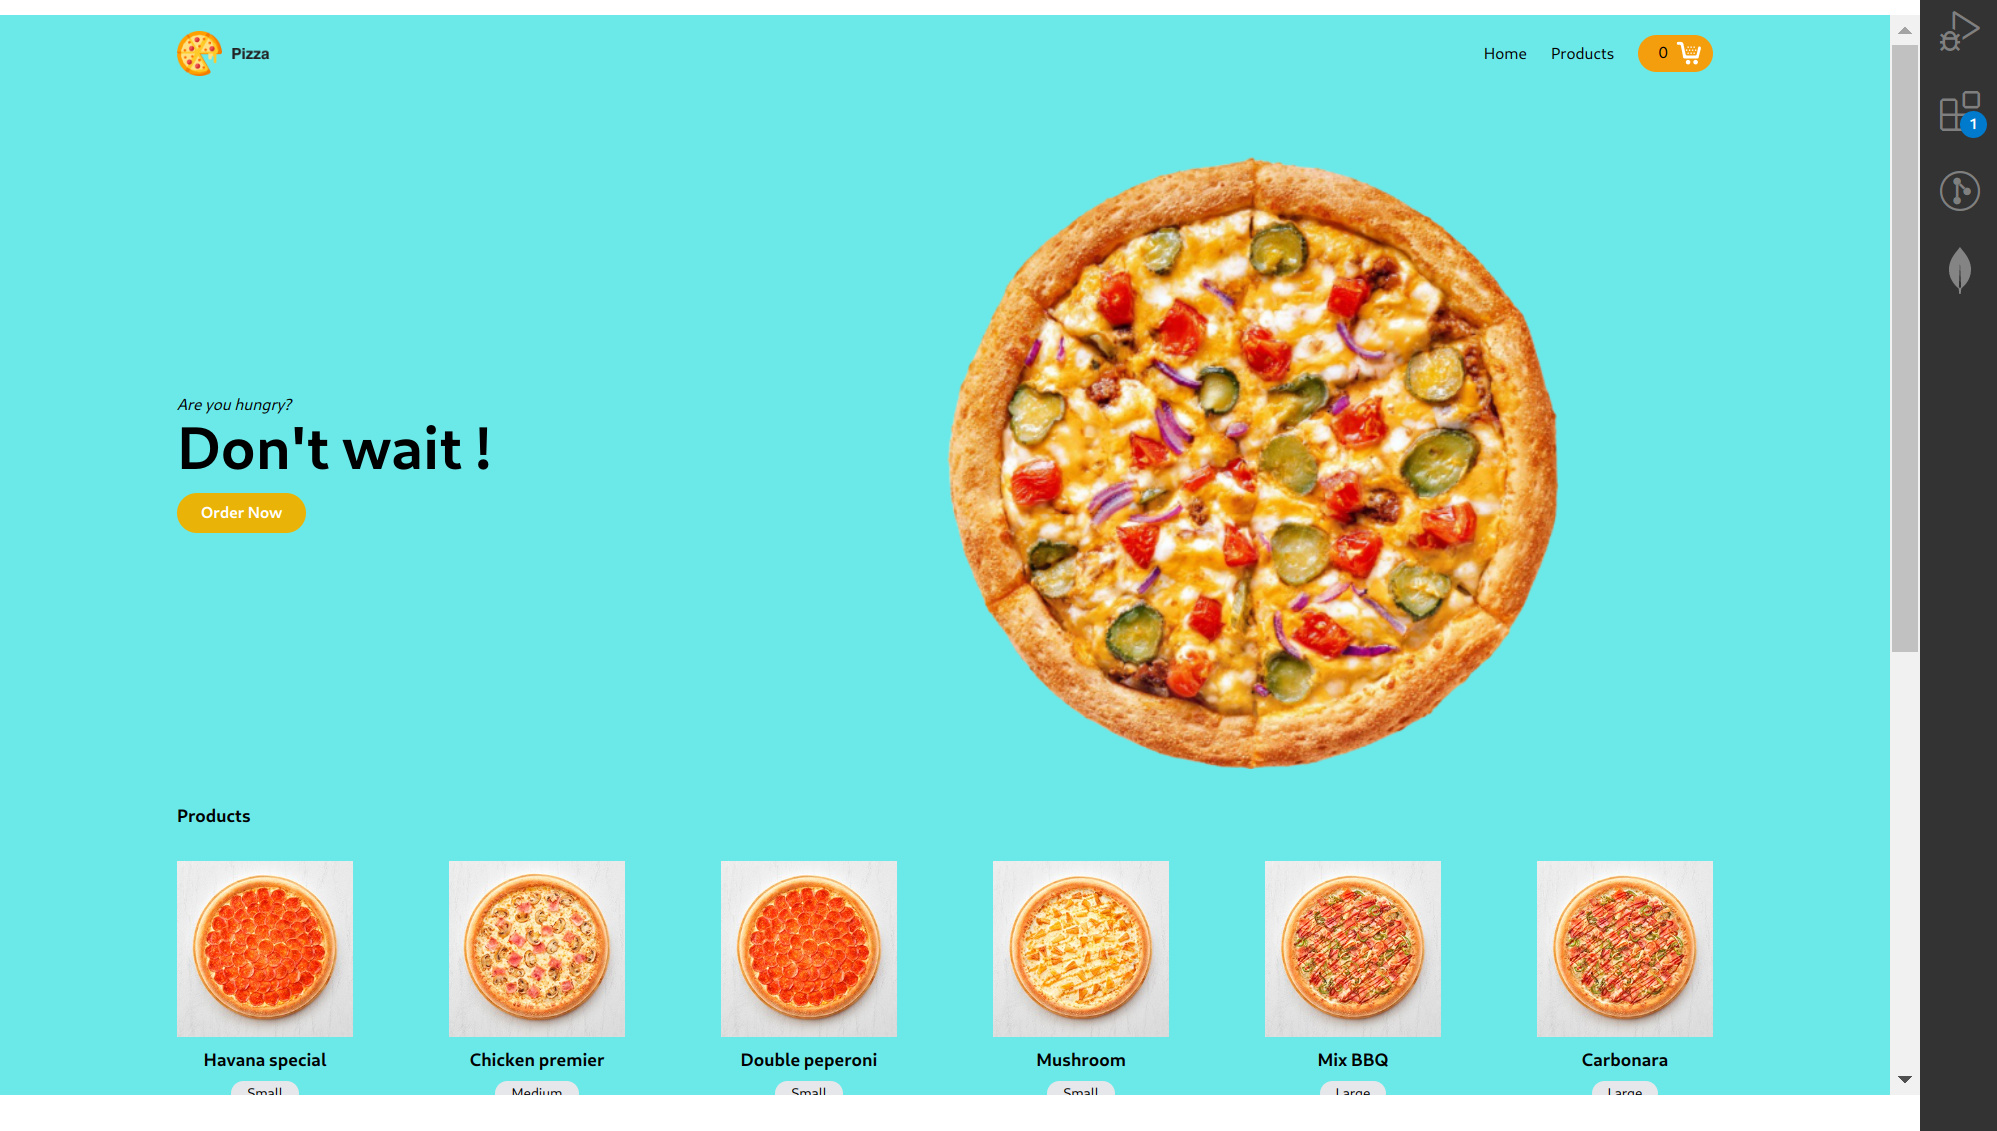 Pizza
Home Products 0
1
Are you hungry?
Don't wait !
Order Now
Products
Havana special Chicken premier Double peperoni Mushroom Mix BBQ Carbonara
Small Medium Small Small Large Large